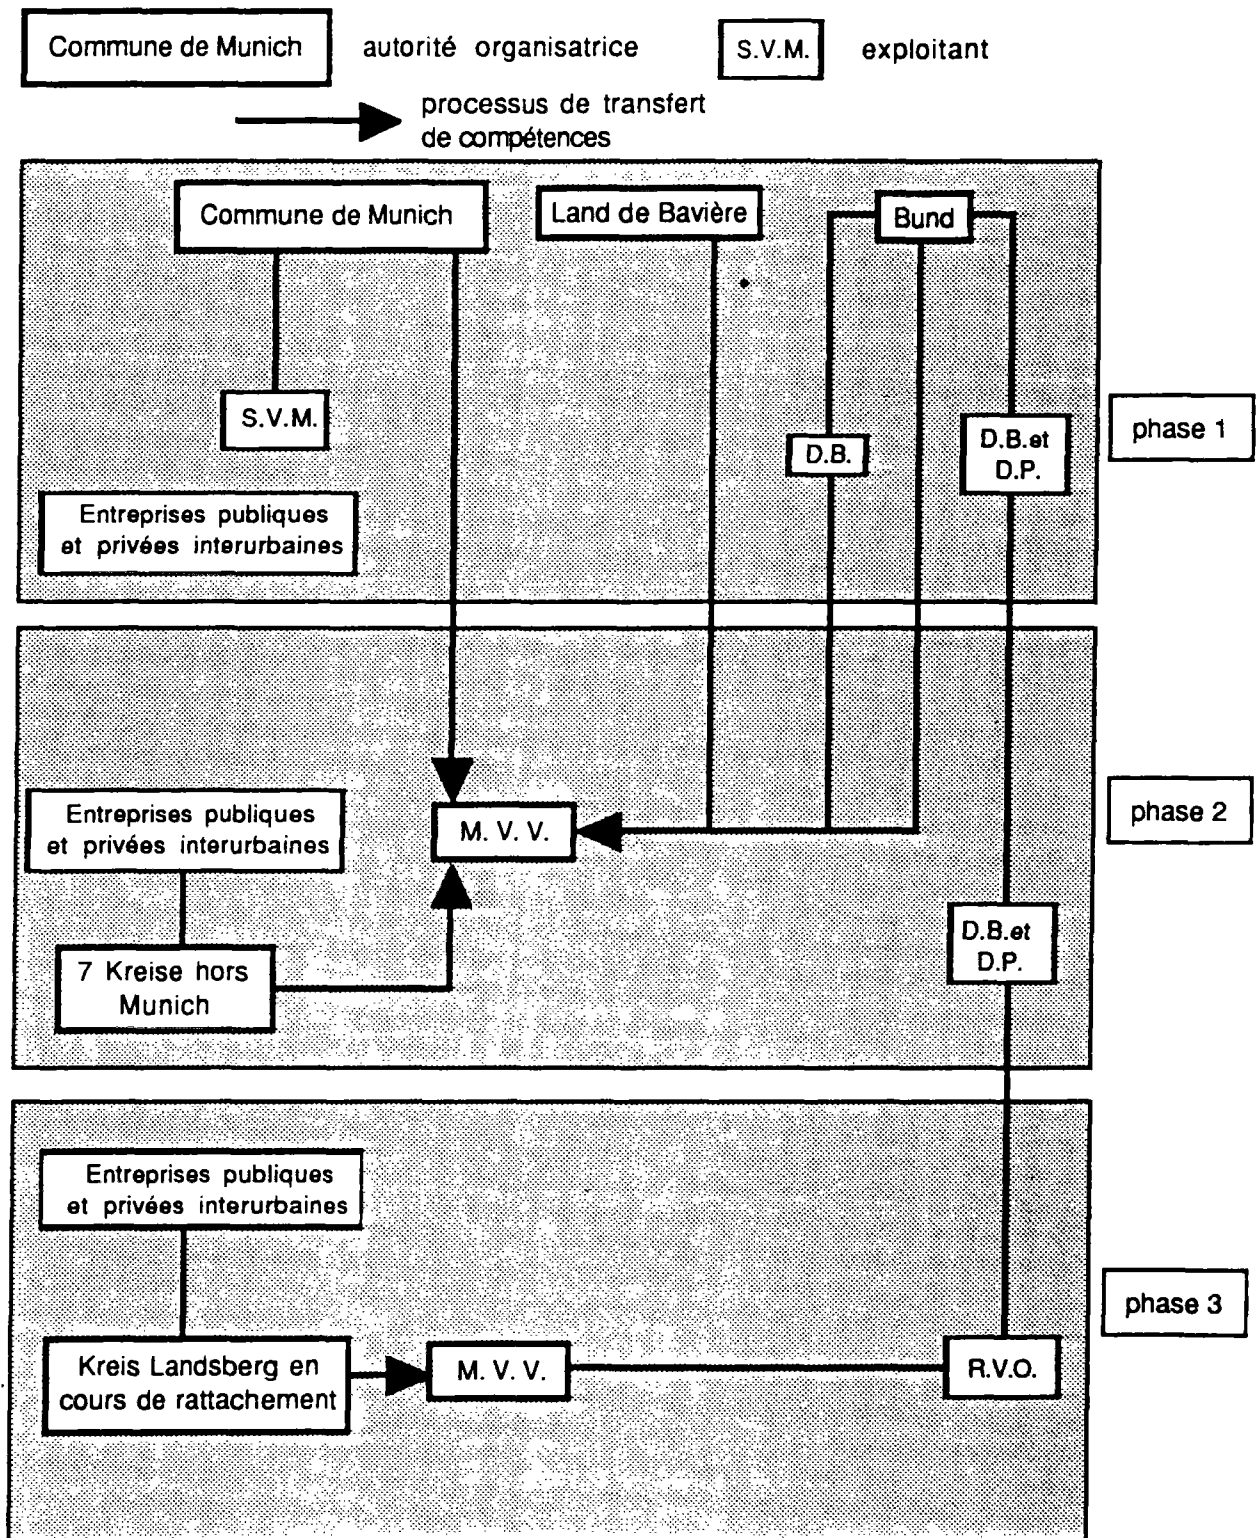 Commune de Munich
autorité organisatrice
S.V.M.
exploitant
processus de transfert
de compétences
Commune de Munich
Land de Bavière
Bund
S.V.M.
D.B.
D.B.et
D.P.
phase 1
Entreprises publiques
et privées interurbaines
Entreprises publiques
et privées interurbaines
M. V. V.
phase 2
D.B.et
D.P.
7 Kreise hors
Munich
Entreprises publiques
et privées interurbaines
phase 3
Kreis Landsberg en
cours de rattachement
M. V. V.
R.V.O.